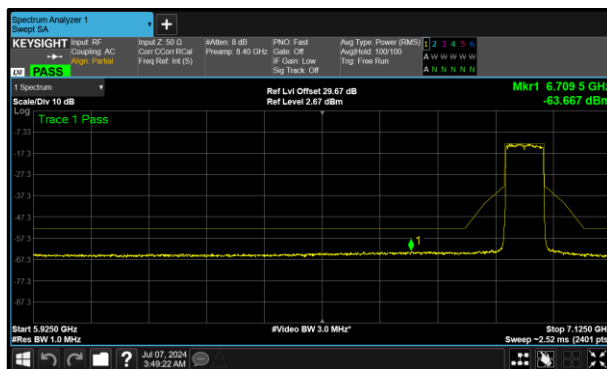 Spectrum Analyzer 1
Swept SA
+
KEYSIGHT Input: RF Input Z: 50 Ω #Atten: 8 dB PNO: Fast Avg Type: Power (RMS) 1 2 3 4 5 6
Coupling: AC Corr CCorr RCal Preamp: 8.40 GHz Gate: Off Avg|Hold: 100/100 A W W W W W
Align: Partial Freq Ref: Int (S) IF Gain: Low Trig: Free Run
Sig Track: Off A N N N N N
LXI PASS
1 Spectrum Ref Lvl Offset 29.67 dB Mkr1 6.709 5 GHz
Scale/Div 10 dB Ref Level 2.67 dBm -63.667 dBm
Log Trace 1 Pass
-7.33
-17.3
-27.3
-37.3
-47.3
-57.3
1
-67.3
-77.3
-87.3
Start 5.9250 GHz #Video BW 3.0 MHz* Stop 7.1250 GH
#Res BW 1.0 MHz Sweep ~2.52 ms (2401 pts
? Jul 07, 2024
3:49:22 AM